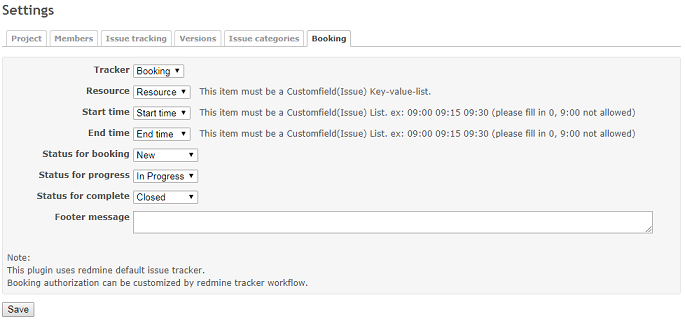 Settings
Project Members Issue tracking Versions Issue categories Booking
Tracker Booking
Resource Resource This item must be a Customfield(Issue) Key-value-list.
Start time Start time This item must be a Customfield(Issue) List. ex: 09:00 09:15 09:30 (please fill in 0, 9:00 not allowed)
End time End time This item must be a Customfield(Issue) List. ex: 09:00 09:15 09:30 (please fill in 0, 9:00 not allowed)
Status for booking New
Status for progress In Progress
Status for complete Closed
Footer message
Note:
This plugin uses redmine default issue tracker.
Booking authorization can be customized by redmine tracker workflow.
Save